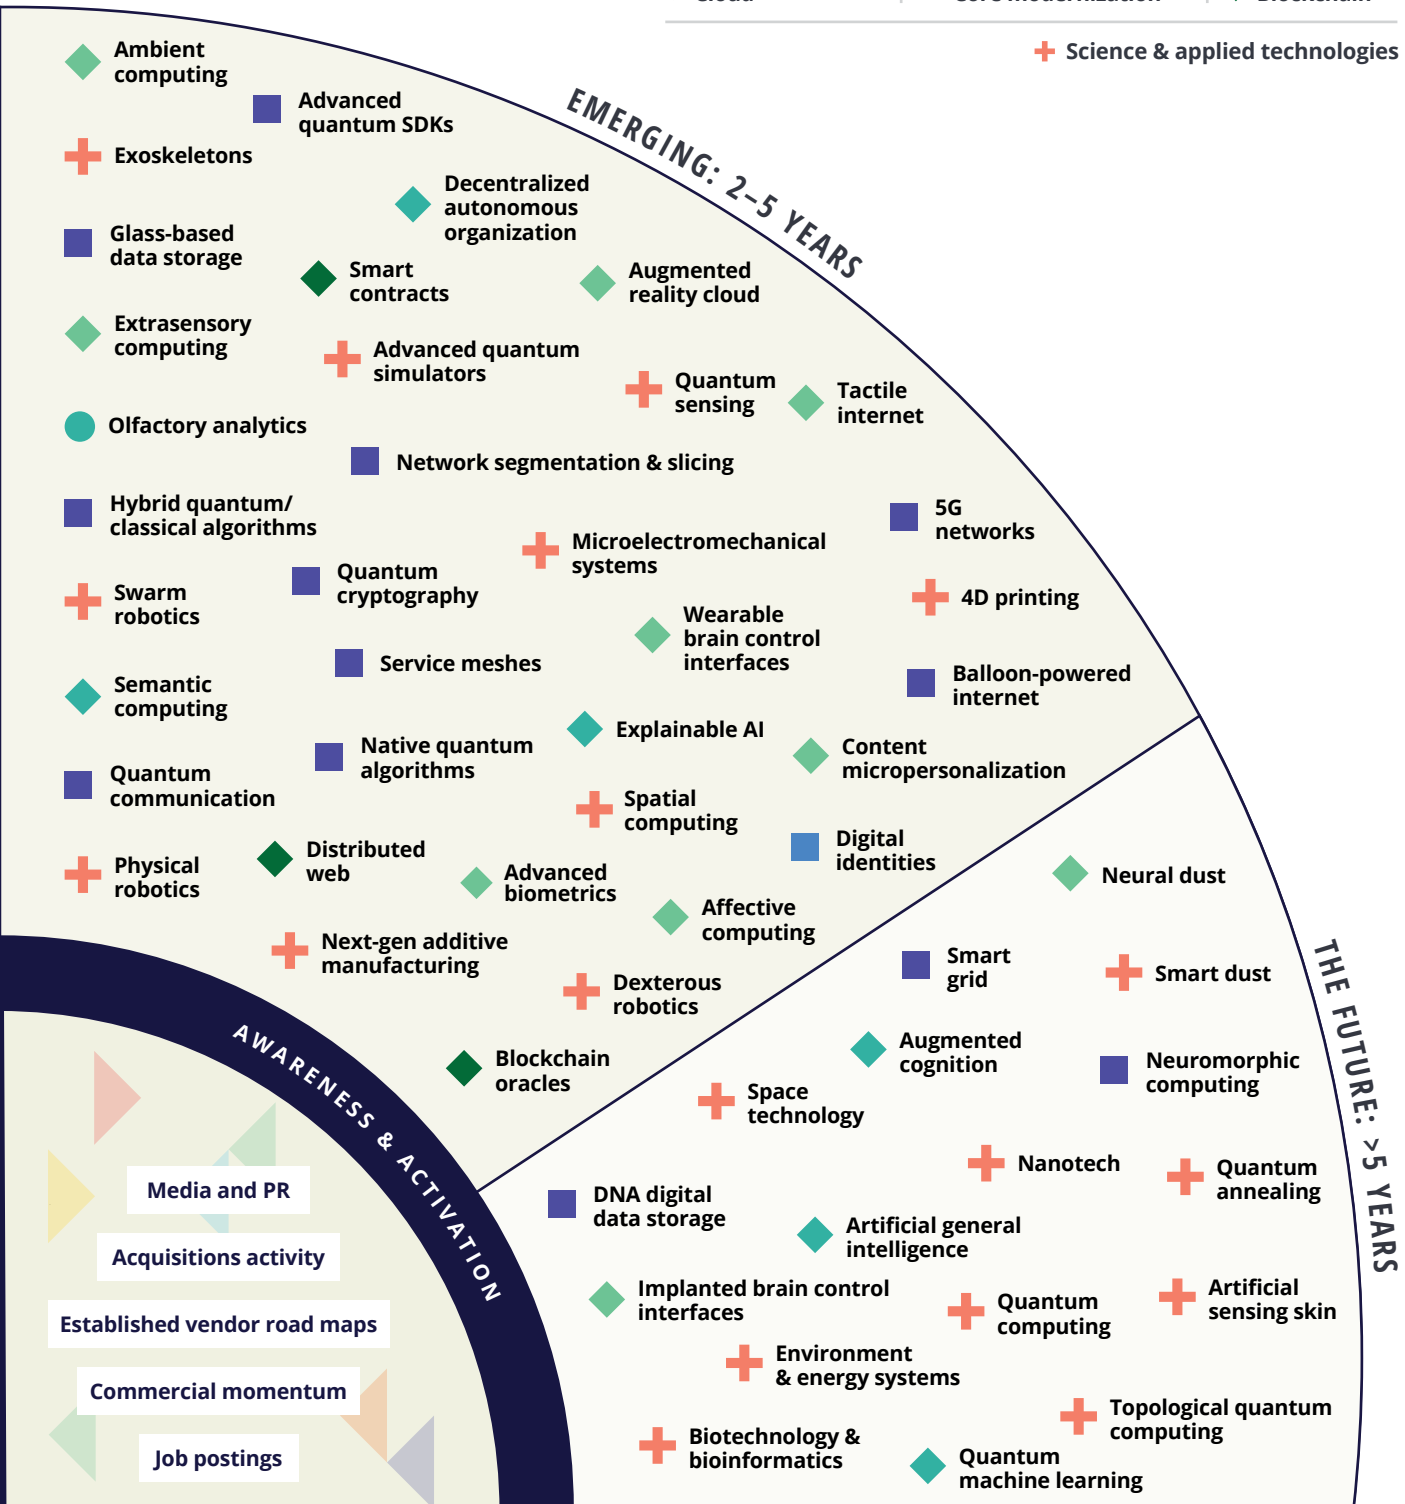 Science & applied technologies
EMERGING: 2–5 YEARS
Ambient
computing
Advanced
quantum SDKs
Exoskeletons
Decentralized
autonomous
organization
Glass-based
data storage
Smart
contracts
Augmented
reality cloud
Extrasensory
computing
Advanced quantum
simulators
Quantum
sensing
Tactile
internet
Olfactory analytics
Network segmentation & slicing
Hybrid quantum/
classical algorithms
5G
networks
Microelectromechanical
systems
Quantum
cryptography
Swarm
robotics
4D printing
Wearable
brain control
interfaces
Service meshes
Balloon-powered
internet
Semantic
computing
Explainable AI
Native quantum
algorithms
Content
micropersonalization
Quantum
communication
Spatial
computing
Digital
identities
Distributed
web
Physical
robotics
Advanced
biometrics
Affective
computing
Next-gen additive
manufacturing
Dexterous
robotics
Blockchain
oracles
THE FUTURE: >5 YEARS
Neural dust
Smart
grid
Smart dust
Augmented
cognition
Neuromorphic
computing
Space
technology
Nanotech
Quantum
annealing
DNA digital
data storage
Artificial general
intelligence
Implanted brain control
interfaces
Quantum
computing
Artificial
sensing skin
Environment
& energy systems
Topological quantum
computing
Biotechnology &
bioinformatics
Quantum
machine learning
AWARENESS & ACTIVATION
Media and PR
Acquisitions activity
Established vendor road maps
Commercial momentum
Job postings